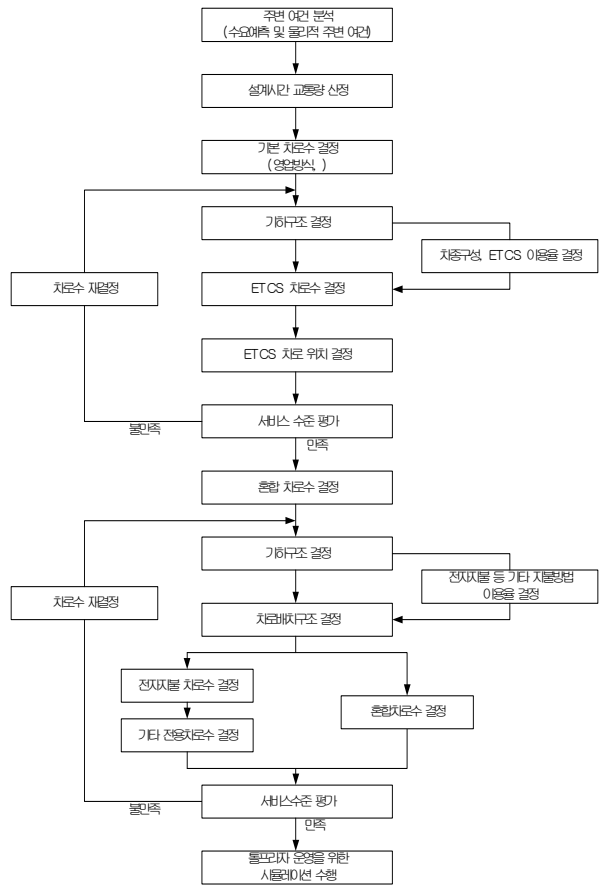 주변 여건 분석
(수요예측 및 물리적 주변 여건)
설계시간 교통량 산정
기본 차로수 결정
(영업방식, )
기하구조 결정
차종구성, ETCS 이용율 결정
차로수 재결정
ETCS 차로수 결정
ETCS 차로 위치 결정
서비스 수준 평가
불만족
만족
혼합 차로수 결정
기하구조 결정
전자지불 등 기타 지불방법
이용율 결정
차로수 재결정
차로배치구조 결정
전자지불 차로수 결정
혼합차로수 결정
기타 전용차로수 결정
서비스수준 평가
불만족
만족
톨프라자 운영을 위한
시뮬레이션 수행